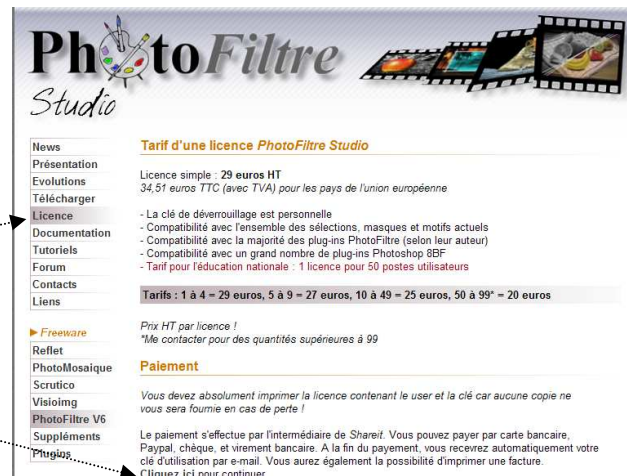 PhotoFiltre
Studio
News
Présentation
Evolutions
Télécharger
Licence
Documentation
Tutoriels
Forum
Contacts
Liens
Freeware
Reflet
PhotoMosaique
Scrutico
Visioimg
PhotoFiltre V6
Suppléments
Plugins
Tarif d'une licence PhotoFiltre Studio
Licence simple : 29 euros HT
34,51 euros TTC (avec TVA) pour les pays de l'union européenne
- La clé de déverrouillage est personnelle
- Compatibilité avec l'ensemble des sélections, masques et motifs actuels
- Compatibilité avec la majorité des plug-ins PhotoFiltre (selon leur auteur)
- Compatibilité avec un grand nombre de plug-ins Photoshop 8BF
- Tarif pour l'éducation nationale : 1 licence pour 50 postes utilisateurs
Tarifs : 1 à 4 = 29 euros, 5 à 9 = 27 euros, 10 à 49 = 25 euros, 50 à 99* = 20 euros
Prix HT par licence !
*Me contacter pour des quantités supérieures à 99
Paiement
Vous devez absolument imprimer la licence contenant le user et la clé car aucune copie ne
vous sera fournie en cas de perte !
Le paiement s'effectue par l'intermédiaire de Shareit. Vous pouvez payer par carte bancaire,
Paypal, chèque, et virement bancaire. A la fin du payement, vous recevrez automatiquement votre
clé d'utilisation par e-mail. Vous aurez également la possibilité d'imprimer une facture.
Cliquez ici pour continuer